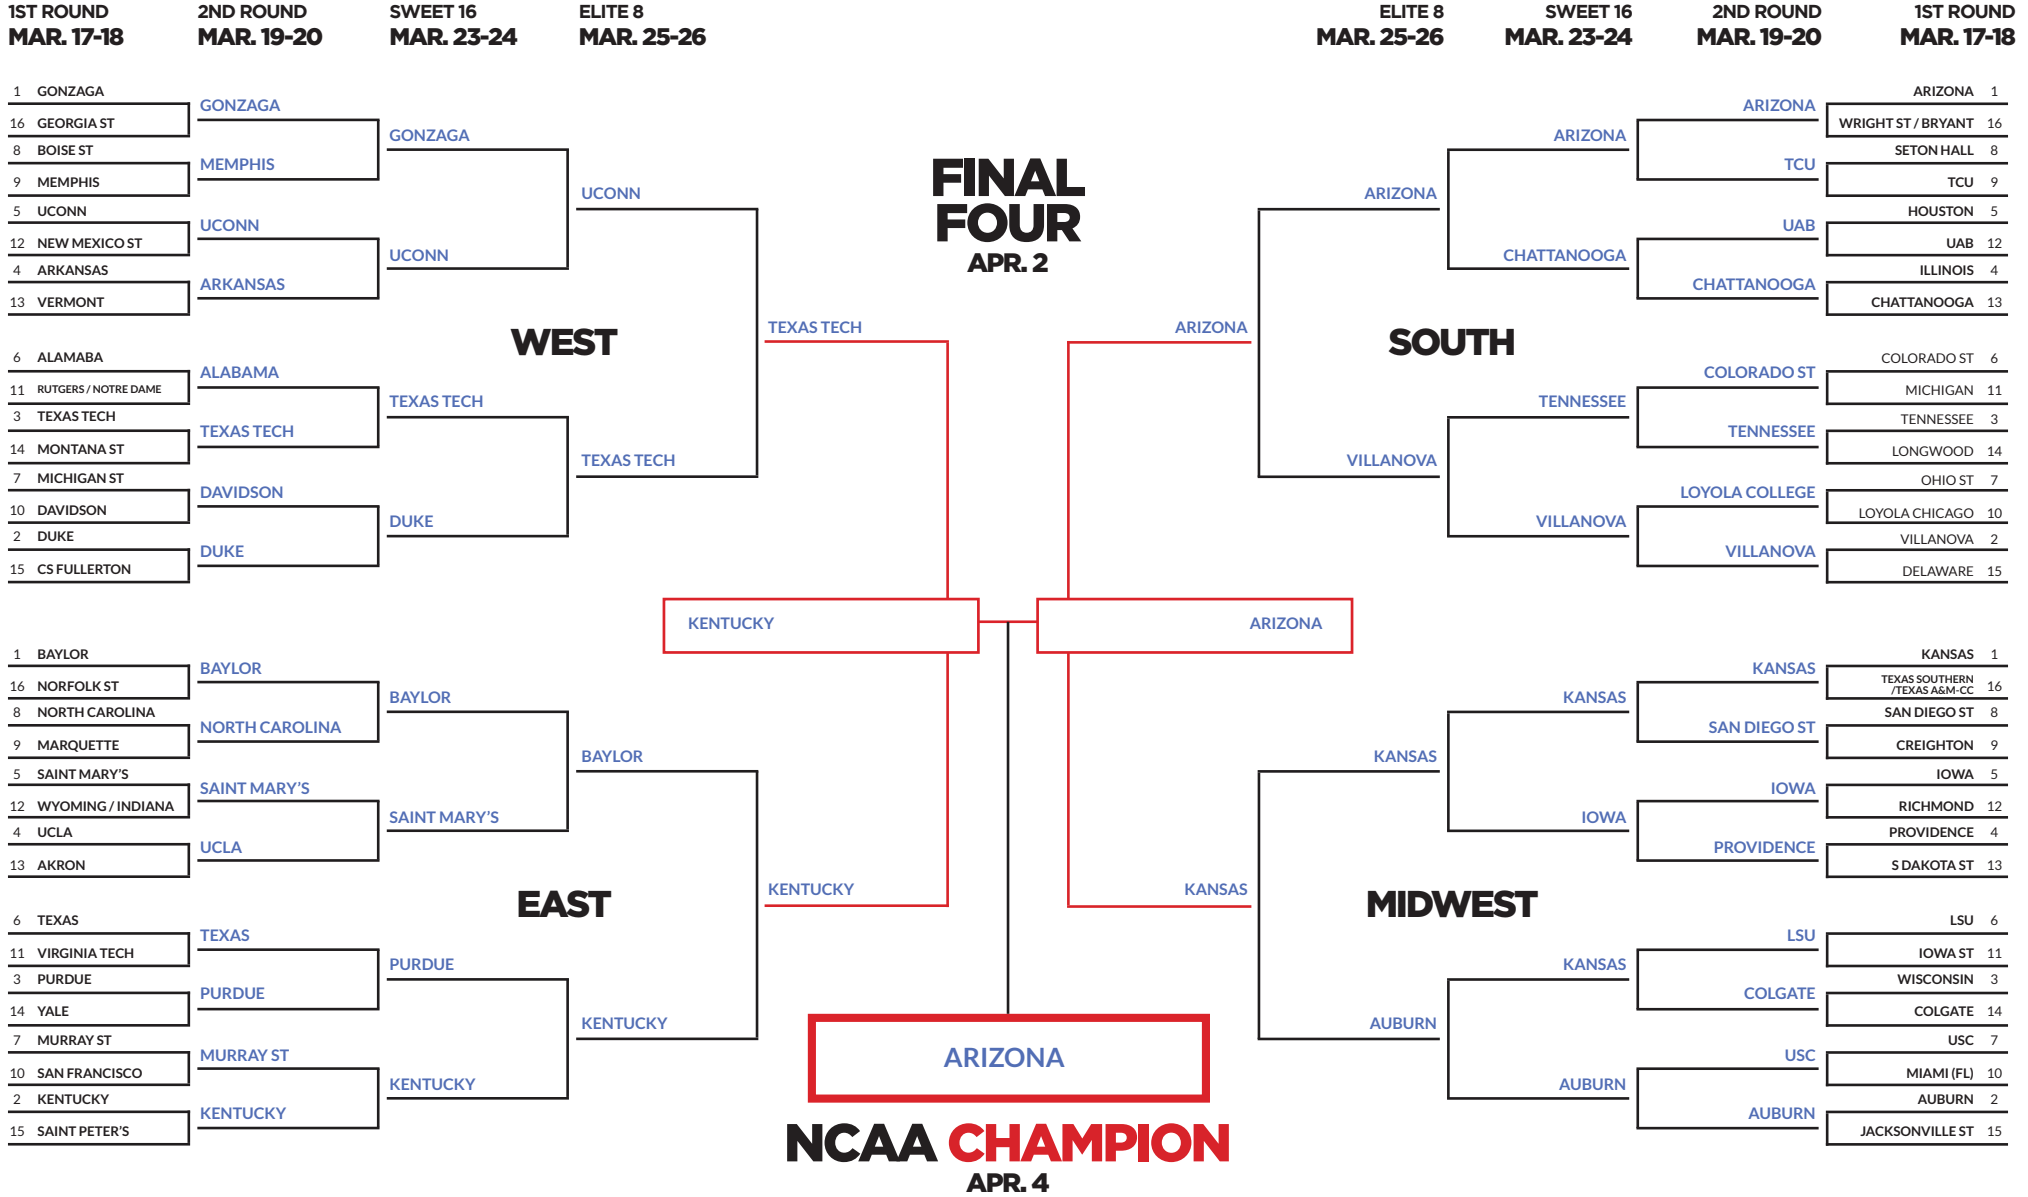 1ST ROUND
MAR. 17-18
2ND ROUND
MAR. 19-20
SWEET 16
MAR. 23-24
ELITE 8
MAR. 25-26
ELITE 8
MAR. 25-26
SWEET 16
MAR. 23-24
2ND ROUND
MAR. 19-20
1ST ROUND
MAR. 17-18
1 GONZAGA
16 GEORGIA ST
8 BOISE ST
9 MEMPHIS
5 UCONN
12 NEW MEXICO ST
4 ARKANSAS
13 VERMONT
6 ALAMABA
11 RUTGERS / NOTRE DAME
3 TEXAS TECH
14 MONTANA ST
7 MICHIGAN ST
10 DAVIDSON
2 DUKE
15 CS FULLERTON
GONZAGA
MEMPHIS
UCONN
ARKANSAS
ALABAMA
TEXAS TECH
DAVIDSON
DUKE
GONZAGA
UCONN
TEXAS TECH
DUKE
UCONN
TEXAS TECH
WEST
TEXAS TECH
1 BAYLOR
16 NORFOLK ST
8 NORTH CAROLINA
9 MARQUETTE
5 SAINT MARY'S
12 WYOMING / INDIANA
4 UCLA
13 AKRON
6 TEXAS
11 VIRGINIA TECH
3 PURDUE
14 YALE
7 MURRAY ST
10 SAN FRANCISCO
2 KENTUCKY
15 SAINT PETER'S
BAYLOR
NORTH CAROLINA
SAINT MARY'S
UCLA
TEXAS
PURDUE
MURRAY ST
KENTUCKY
BAYLOR
SAINT MARY'S
PURDUE
KENTUCKY
BAYLOR
KENTUCKY
EAST
KENTUCKY
FINAL
FOUR
APR. 2
KENTUCKY
ARIZONA
ARIZONA
NCAA CHAMPION
APR. 4
ARIZONA
SOUTH
ARIZONA
VILLANOVA
ARIZONA
CHATTANOOGA
TENNESSEE
VILLANOVA
ARIZONA
TCU
UAB
CHATTANOOGA
COLORADO ST
TENNESSEE
LOYOLA COLLEGE
VILLANOVA
ARIZONA 1
WRIGHT ST / BRYANT 16
SETON HALL 8
TCU 9
HOUSTON 5
UAB 12
ILLINOIS 4
CHATTANOOGA 13
COLORADO ST 6
MICHIGAN 11
TENNESSEE 3
LONGWOOD 14
OHIO ST 7
LOYOLA CHICAGO 10
VILLANOVA 2
DELAWARE 15
KANSAS
MIDWEST
KANSAS
AUBURN
KANSAS
IOWA
KANSAS
AUBURN
KANSAS
SAN DIEGO ST
IOWA
PROVIDENCE
LSU
COLGATE
USC
AUBURN
KANSAS 1
TEXAS SOUTHERN
/TEXAS A&M-CC 16
SAN DIEGO ST 8
CREIGHTON 9
IOWA 5
RICHMOND 12
PROVIDENCE 4
S DAKOTA ST 13
LSU 6
IOWA ST 11
WISCONSIN 3
COLGATE 14
USC 7
MIAMI (FL) 10
AUBURN 2
JACKSONVILLE ST 15